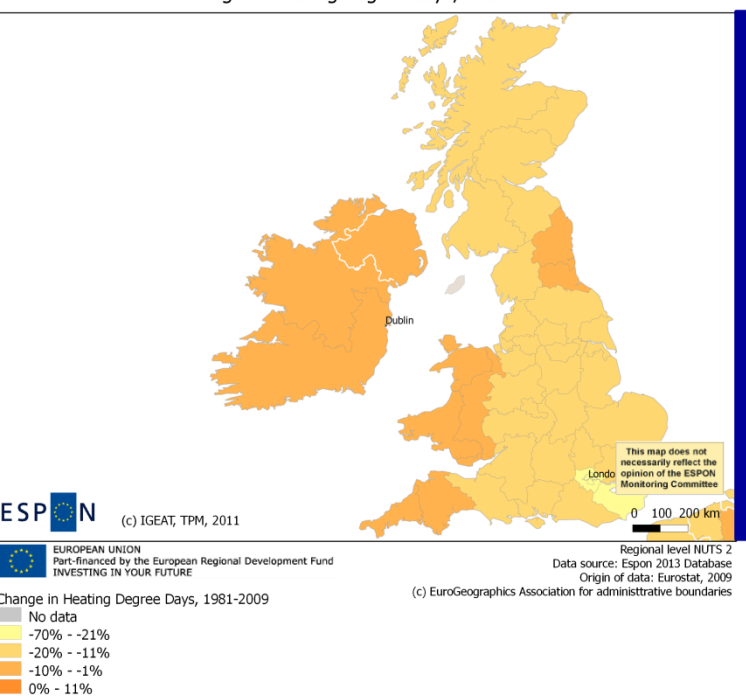 Dublin
Londo
This map does not
necessarily reflect the
opinion of the ESPON
Monitoring Committee
0 100 200 km
ESPON
(c) IGEAT, TPM, 2011
EUROPEAN UNION
Part-financed by the European Regional Development Fund
INVESTING IN YOUR FUTURE
Regional level NUTS 2
Data source: Espon 2013 Database
Origin of data: Eurostat, 2009
(c) EuroGeographics Association for administtrative boundaries
Change in Heating Degree Days, 1981-2009
No data
-70% - -21%
-20% - -11%
-10% - -1%
0% - 11%